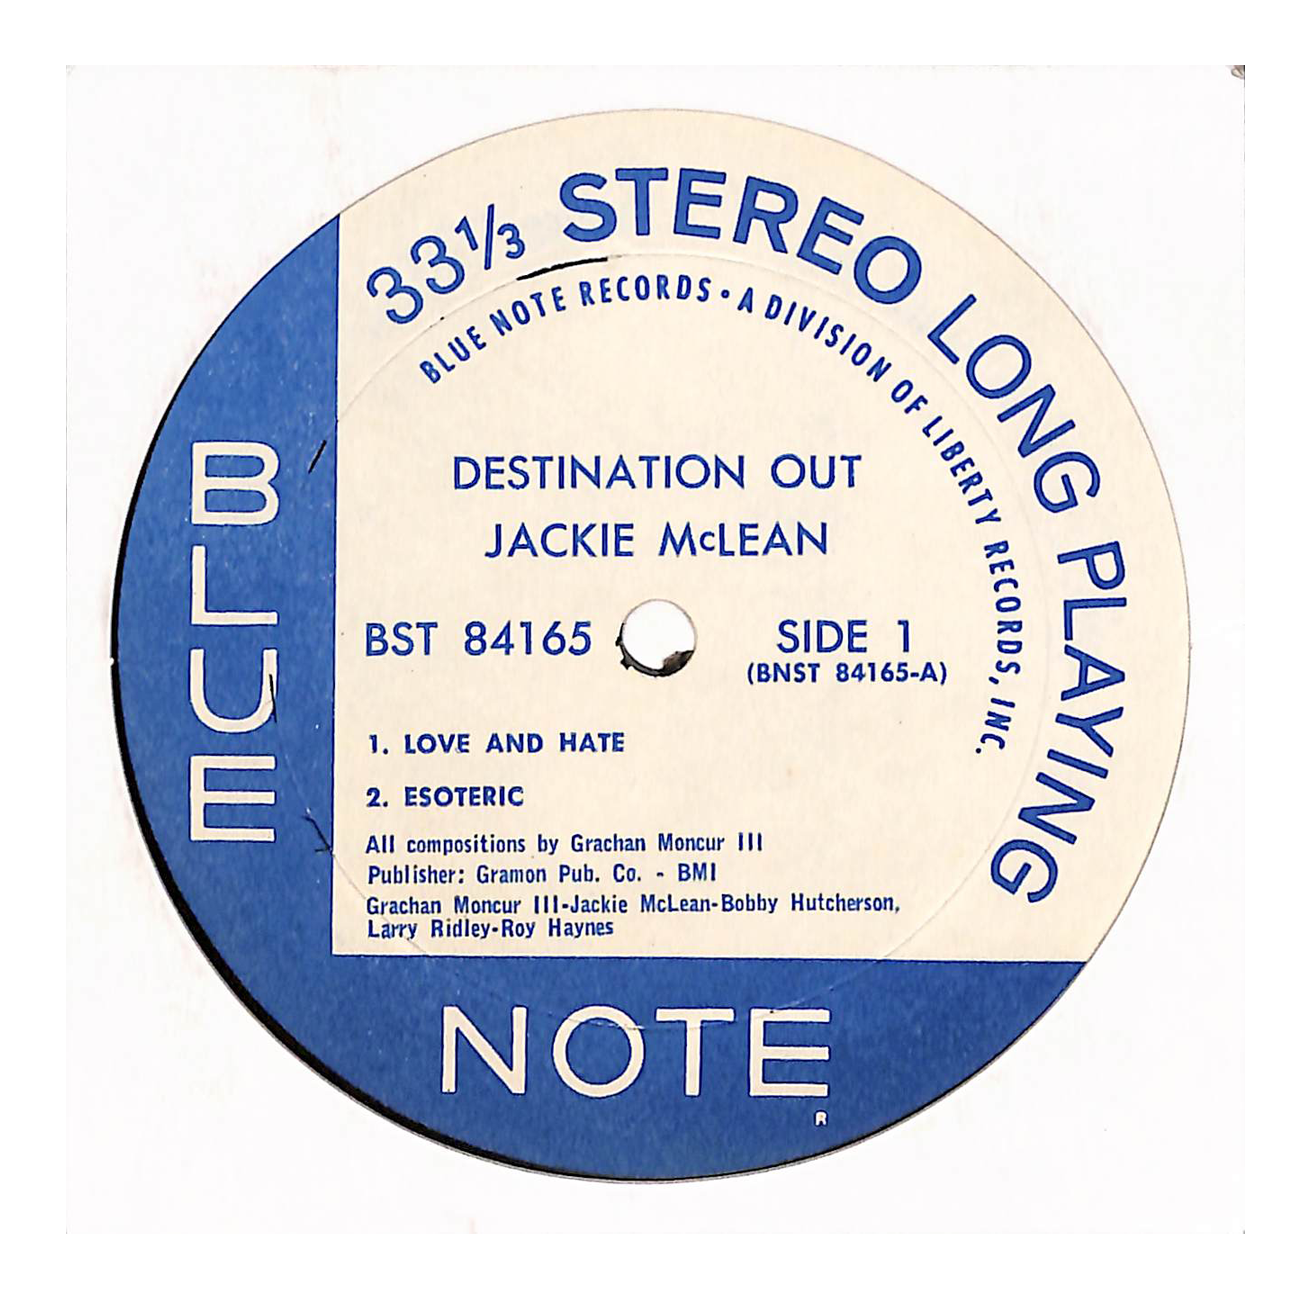 33⅓ STEREO LONG PLAYING
BLUE NOTE RECORDS • A DIVISION OF LIBERTY RECORDS, INC.
DESTINATION OUT
JACKIE McLEAN
BST 84165
SIDE 1
(BNST 84165-A)
1. LOVE AND HATE
2. ESOTERIC
All compositions by Grachan Moncur III
Publisher: Gramon Pub. Co. - BMI
Grachan Moncur III-Jackie McLean-Bobby Hutcherson,
Larry Ridley-Roy Haynes
BLUE
NOTE
R